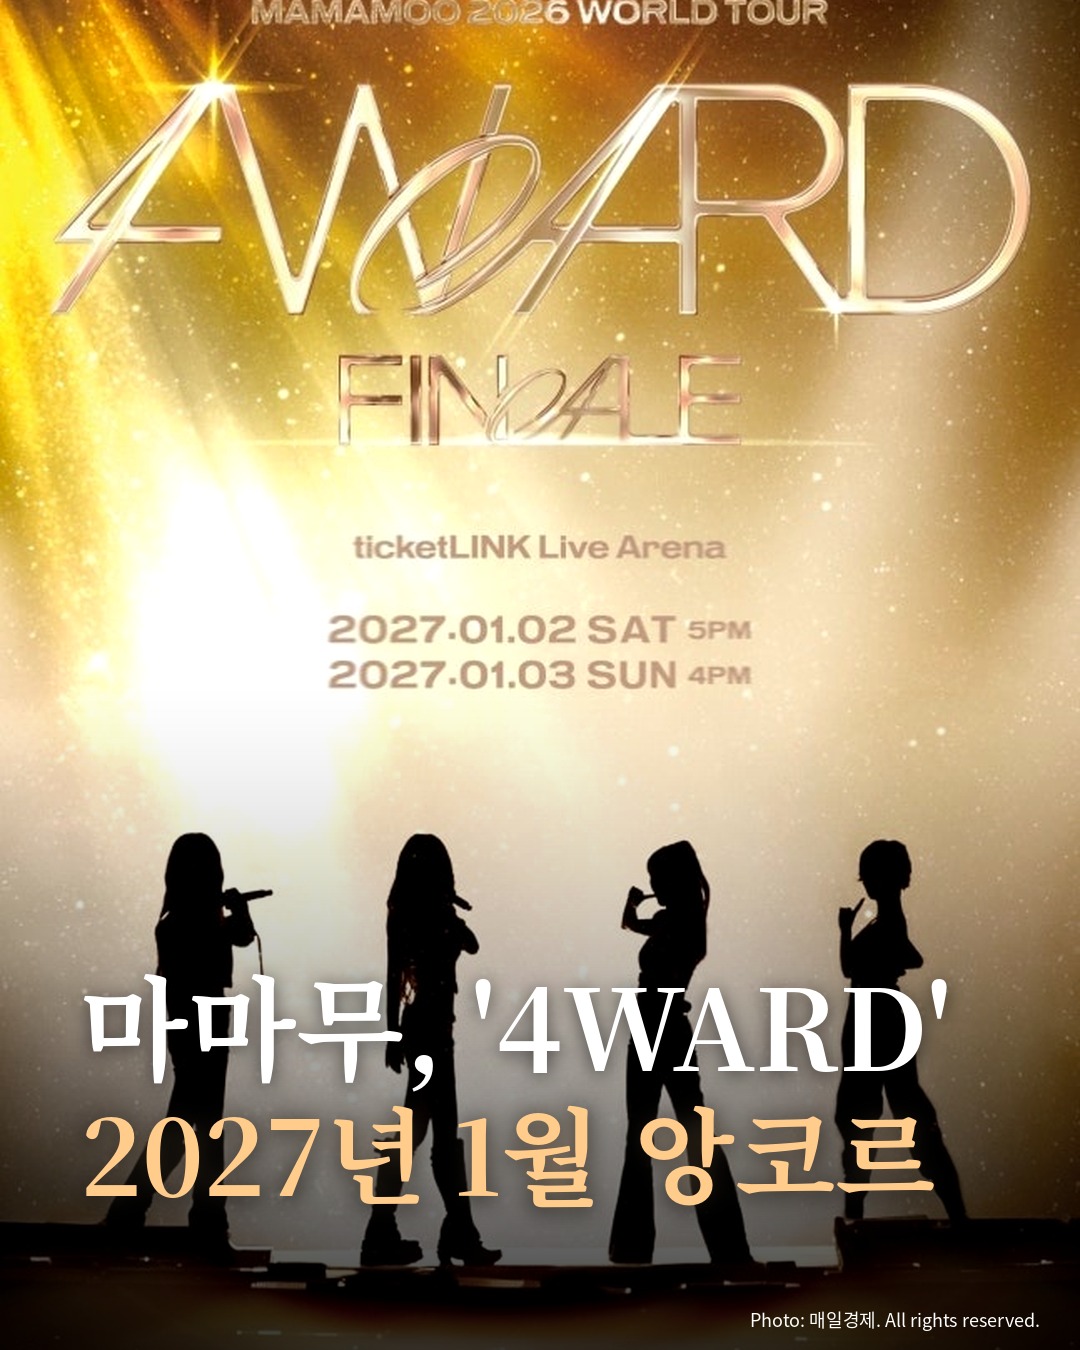 MAMAMOO 2026 WORLD TOUR
4WARD
FINALE
ticketLINK Live Arena
2027.01.02 SAT 5PM
2027.01.03 SUN 4PM
마마무, '4WARD'
2027년 1월 앙코르
Photo: 매일경제. All rights reserved.